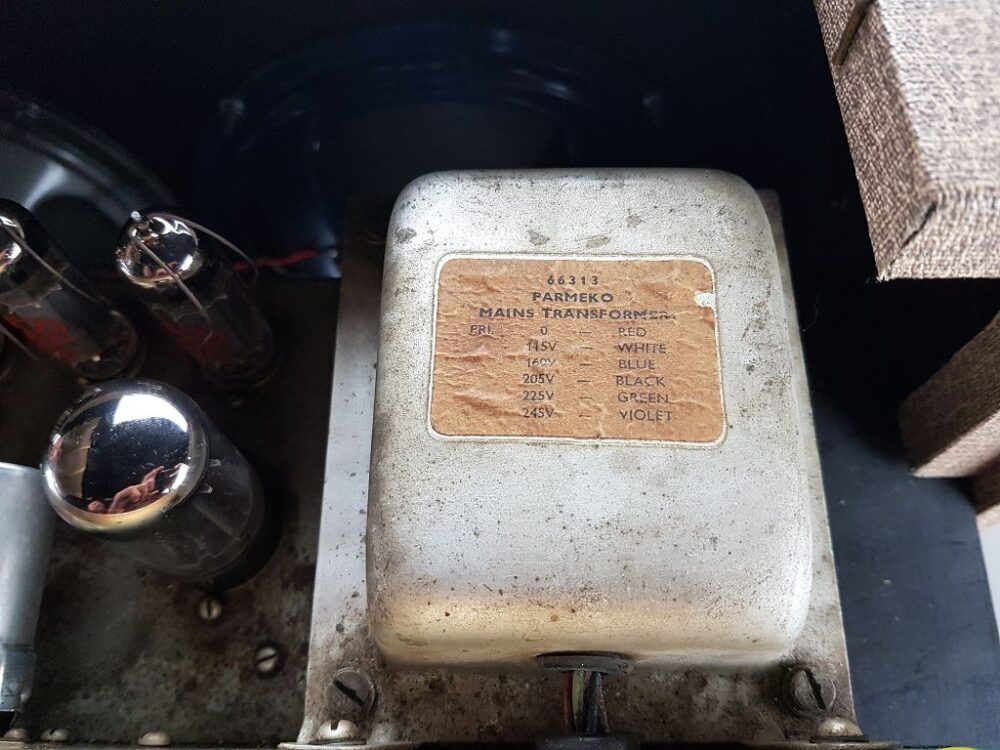 66313
PARMEKO
MAINS TRANSFORMER.
PRI. 0 — RED
115V — WHITE
160V — BLUE
205V — BLACK
225V — GREEN
245V — VIOLET